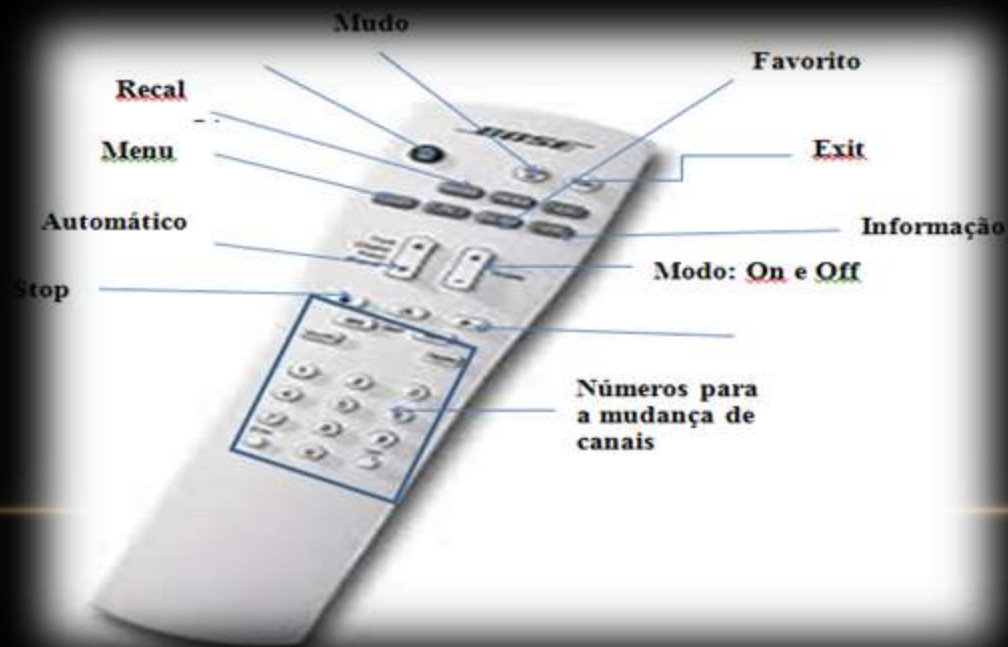 Mudo
Favorito
Recal
BOSE
Menu
Exit
Automático
Informação
Modo: On e Off
Stop
Números para
a mudança de
canais